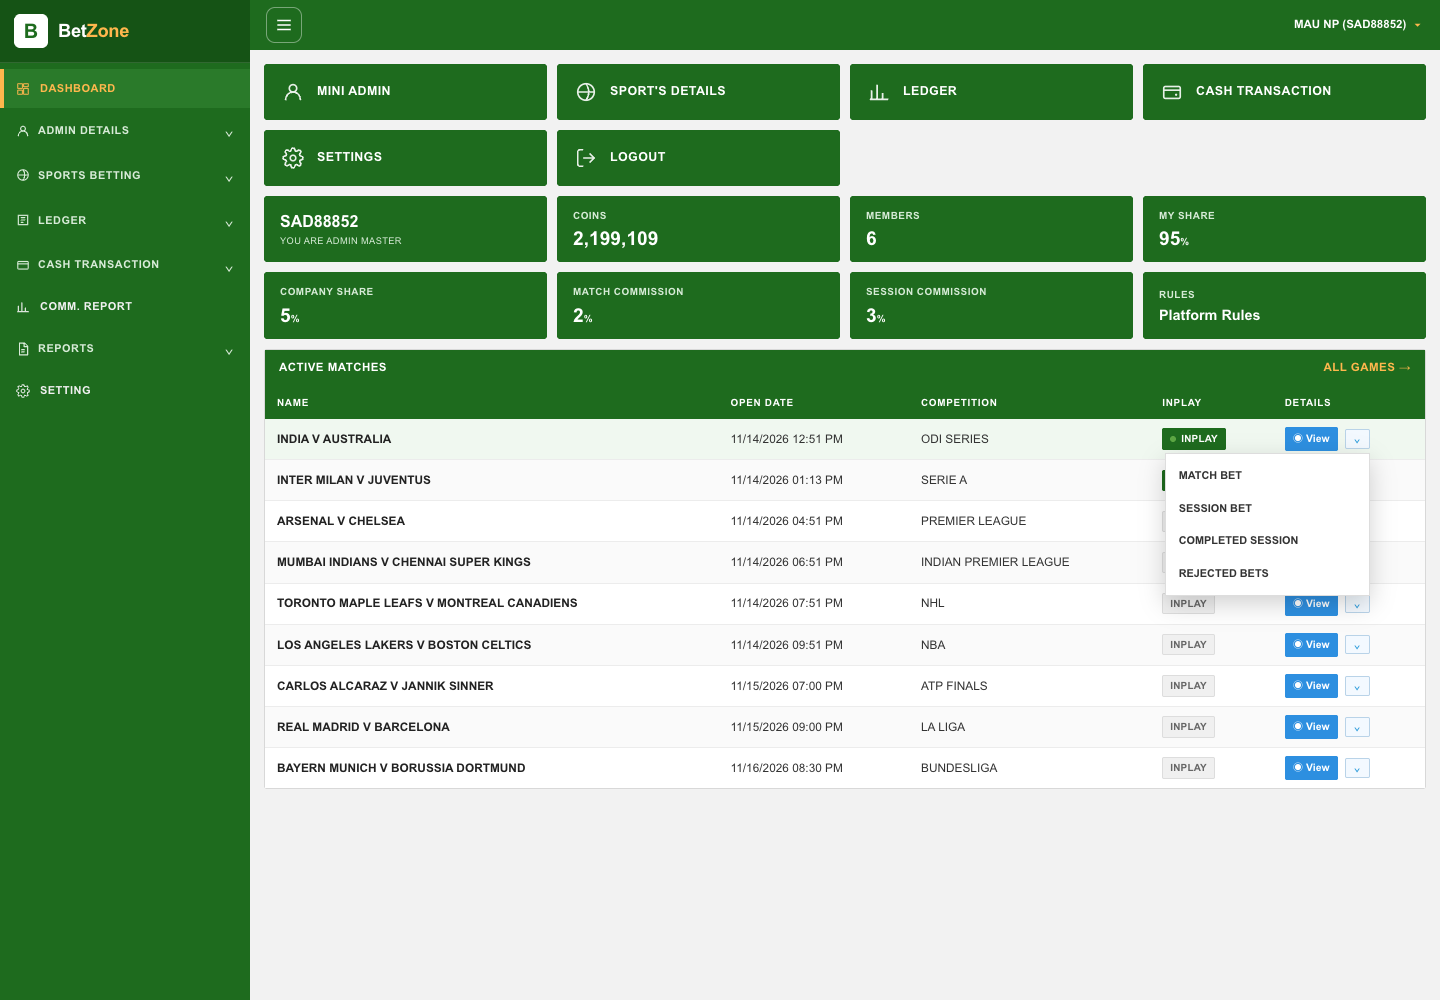 B BetZone
MAU NP (SAD88852)
DASHBOARD
ADMIN DETAILS
SPORTS BETTING
LEDGER
CASH TRANSACTION
COMM. REPORT
REPORTS
SETTING
MINI ADMIN
SPORT'S DETAILS
LEDGER
CASH TRANSACTION
SETTINGS
LOGOUT
SAD88852
YOU ARE ADMIN MASTER
COINS
2,199,109
MEMBERS
6
MY SHARE
95%
COMPANY SHARE
5%
MATCH COMMISSION
2%
SESSION COMMISSION
3%
RULES
Platform Rules
ACTIVE MATCHES ALL GAMES →
NAME OPEN DATE COMPETITION INPLAY DETAILS
INDIA V AUSTRALIA 11/14/2026 12:51 PM ODI SERIES INPLAY View
INTER MILAN V JUVENTUS 11/14/2026 01:13 PM SERIE A
ARSENAL V CHELSEA 11/14/2026 04:51 PM PREMIER LEAGUE
MUMBAI INDIANS V CHENNAI SUPER KINGS 11/14/2026 06:51 PM INDIAN PREMIER LEAGUE
MATCH BET
SESSION BET
COMPLETED SESSION
REJECTED BETS
TORONTO MAPLE LEAFS V MONTREAL CANADIENS 11/14/2026 07:51 PM NHL INPLAY View
LOS ANGELES LAKERS V BOSTON CELTICS 11/14/2026 09:51 PM NBA INPLAY View
CARLOS ALCARAZ V JANNIK SINNER 11/15/2026 07:00 PM ATP FINALS INPLAY View
REAL MADRID V BARCELONA 11/15/2026 09:00 PM LA LIGA INPLAY View
BAYERN MUNICH V BORUSSIA DORTMUND 11/16/2026 08:30 PM BUNDESLIGA INPLAY View